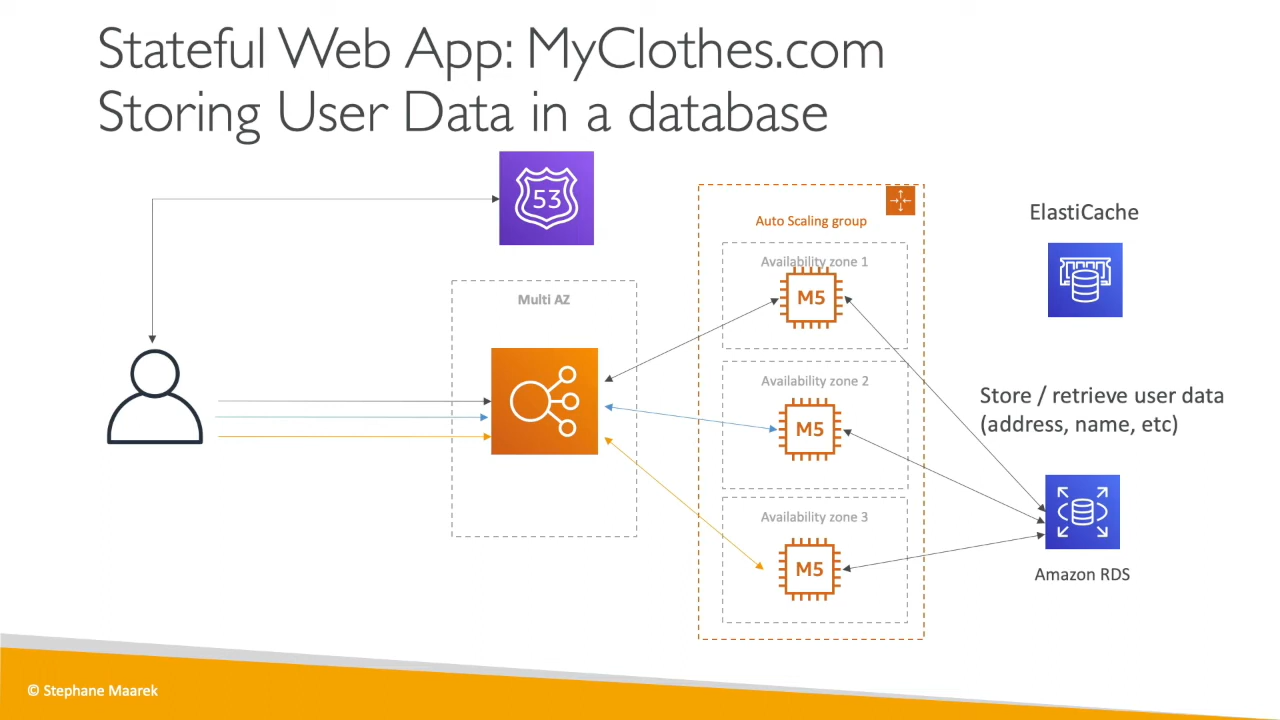 Stateful Web App: MyClothes.com
Storing User Data in a database
53
Auto Scaling group
ElastiCache
Availability zone 1
M5
Multi AZ
Availability zone 2
M5
Store / retrieve user data
(address, name, etc)
Availability zone 3
M5
Amazon RDS
© Stephane Maarek